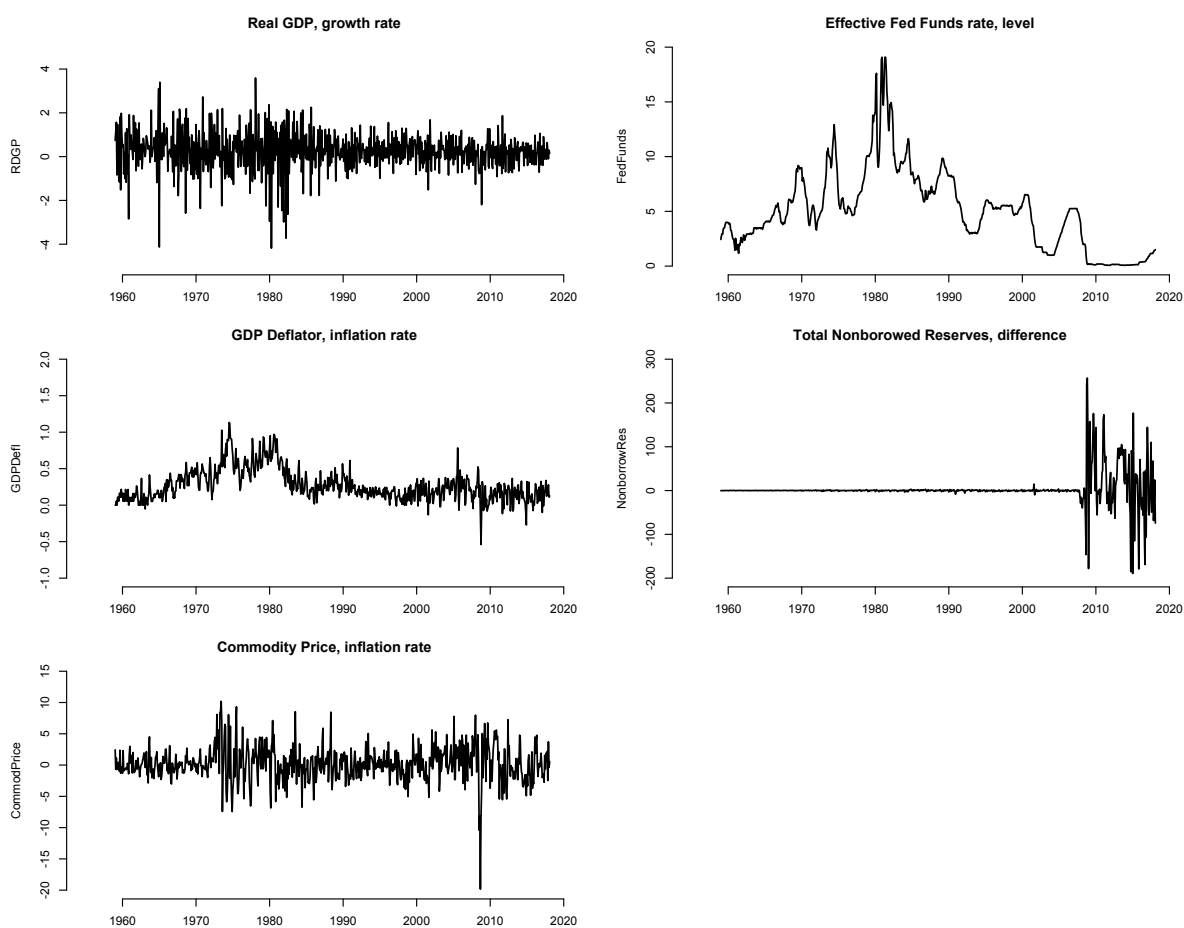 Real GDP, growth rate
RDGP
4
2
0
-2
-4
1960 1970 1980 1990 2000 2010 2020
Effective Fed Funds rate, level
FedFunds
20
15
10
5
0
1960 1970 1980 1990 2000 2010 2020
GDP Deflator, inflation rate
GDPDefl
2.0
1.5
1.0
0.5
0.0
-0.5
-1.0
1960 1970 1980 1990 2000 2010 2020
Total Nonborowed Reserves, difference
NonborrowRes
300
200
100
0
-100
-200
1960 1970 1980 1990 2000 2010 2020
Commodity Price, inflation rate
CommodPrice
15
10
5
0
-5
-10
-15
-20
1960 1970 1980 1990 2000 2010 2020